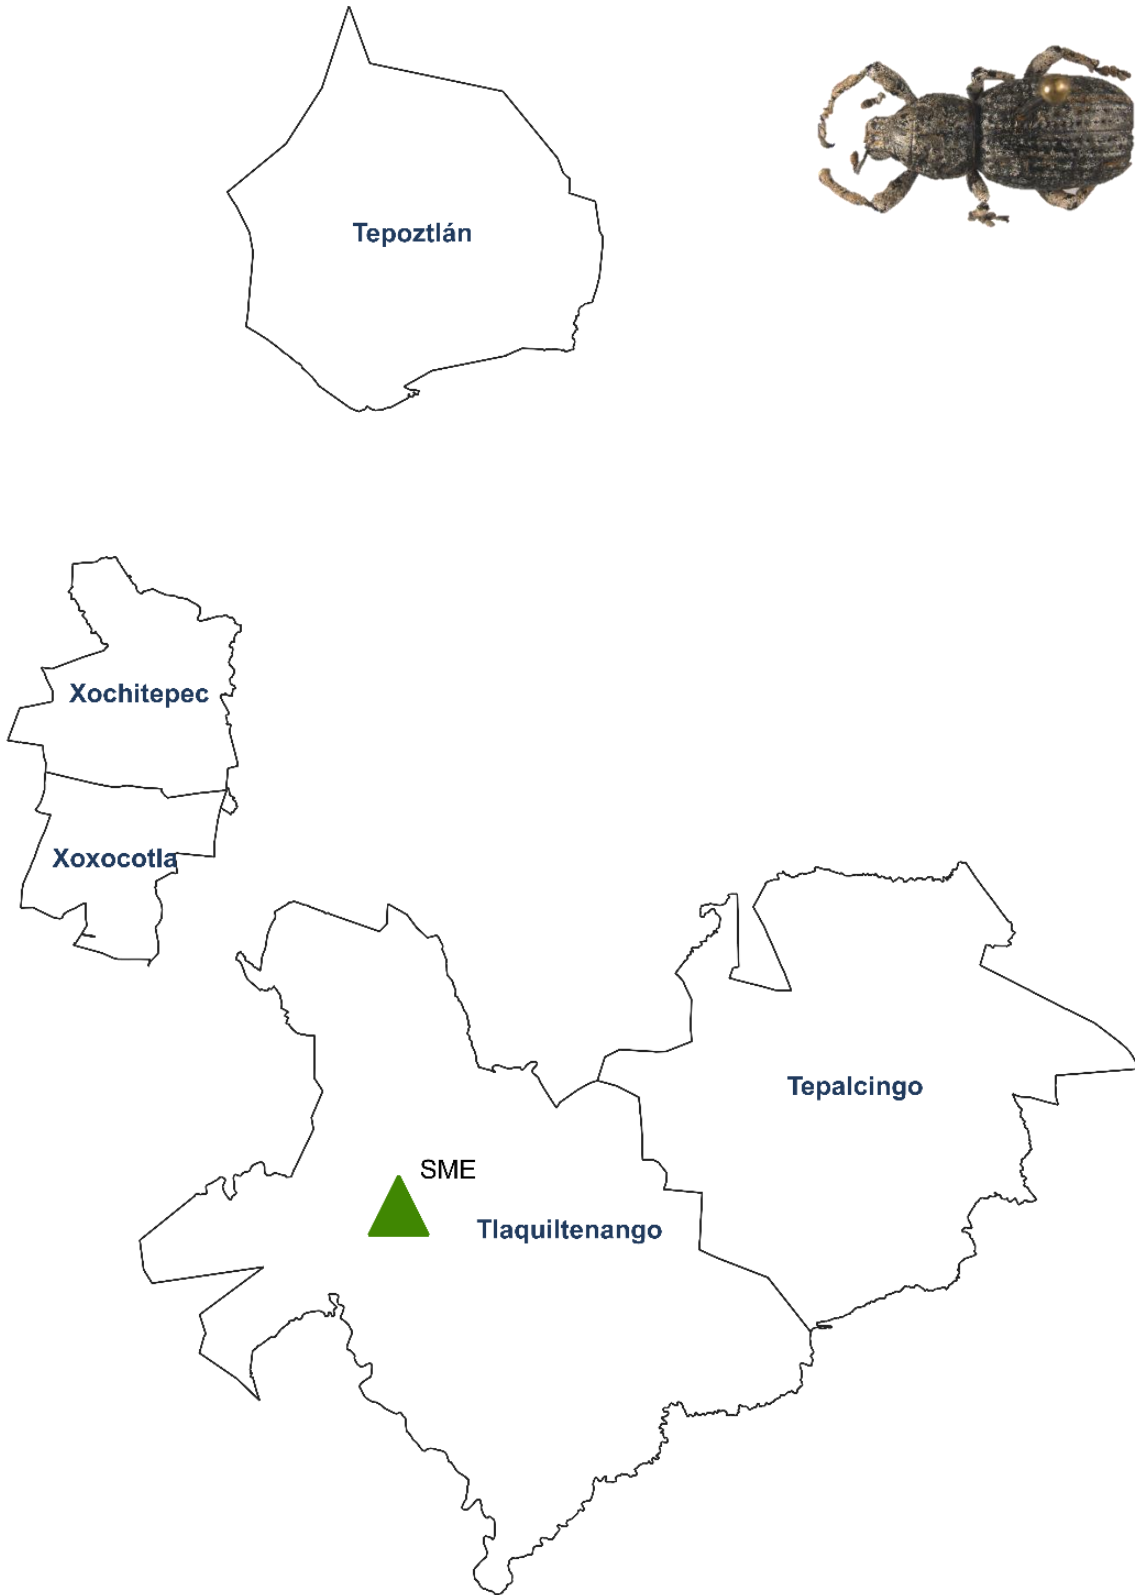 Tepoztlán
Xochitepec
Xoxocotla
Tepalcingo
SME
Tlaquiltenango